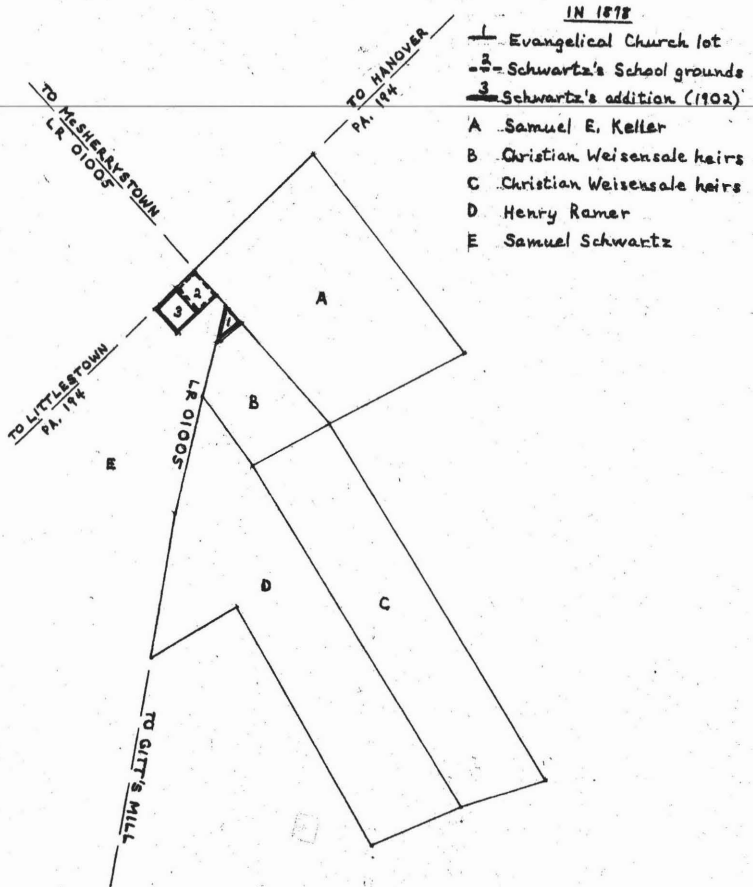 IN 1878
1 Evangelical Church lot
2 Schwartz's School grounds
3 Schwartz's addition (1902)
A Samuel E. Keller
B Christian Weisensale heirs
C Christian Weisensale heirs
D Henry Ramer
E Samuel Schwartz
TO HANOVER
PA. 194
TO McSHERRYSTOWN
LR 01005
A
2
3
1
TO LITTLESTOWN
PA. 194
LR 01005
B
E
D
C
TO GITT'S MILL